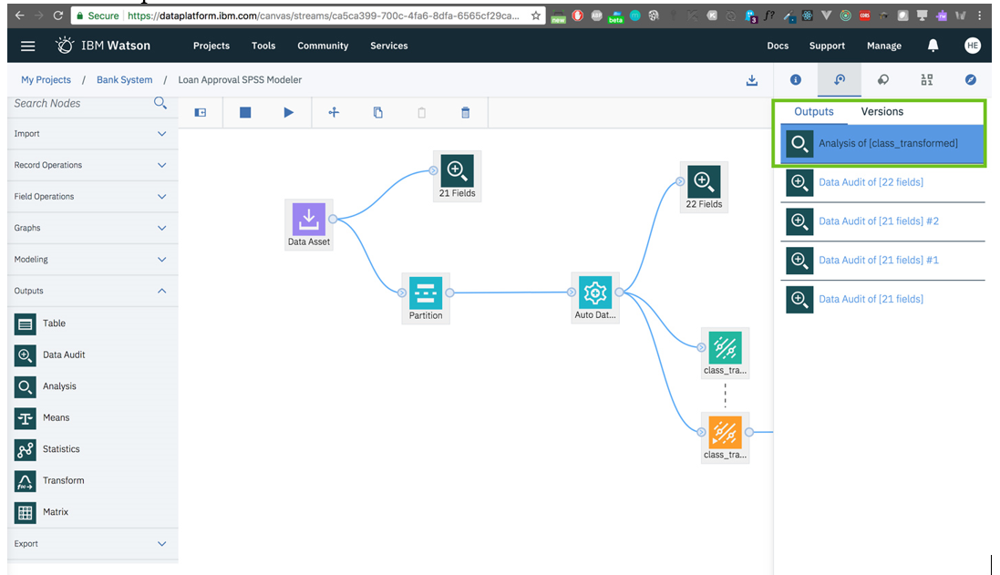 Secure https://dataplatform.ibm.com/canvas/streams/ca5ca399-700c-4fa6-8dfa-6565cf29ca...
new
beta
3
f?
IBM Watson
Projects
Tools
Community
Services
Docs
Support
Manage
HE
My Projects / Bank System / Loan Approval SPSS Modeler
Search Nodes
Import
Record Operations
Field Operations
Graphs
Modeling
Outputs
Table
Data Audit
Analysis
Means
Statistics
Transform
Matrix
Export
21 Fields
Data Asset
Partition
Auto Dat...
22 Fields
class_tra...
class_tra...
Outputs
Versions
Analysis of [class_transformed]
Data Audit of [22 fields]
Data Audit of [21 fields] #2
Data Audit of [21 fields] #1
Data Audit of [21 fields]